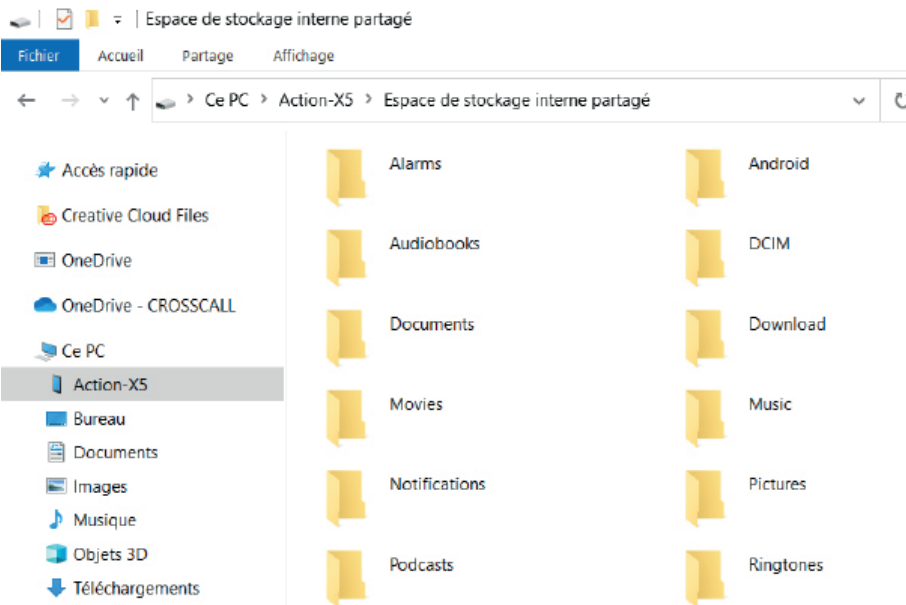 Espace de stockage interne partagé
Fichier Accueil Partage Affichage
Ce PC > Action-X5 > Espace de stockage interne partagé
Accès rapide
Creative Cloud Files
OneDrive
OneDrive - CROSSCALL
Ce PC
Action-X5
Bureau
Documents
Images
Musique
Objets 3D
Téléchargements
Alarms Android
Audiobooks DCIM
Documents Download
Movies Music
Notifications Pictures
Podcasts Ringtones